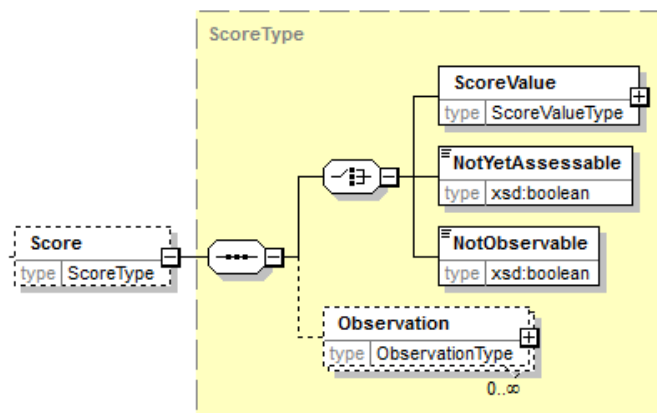 ScoreType
ScoreValue
type ScoreValueType
NotYetAssessable
type xsd:boolean
Score
type ScoreType
NotObservable
type xsd:boolean
Observation
type ObservationType
0..∞